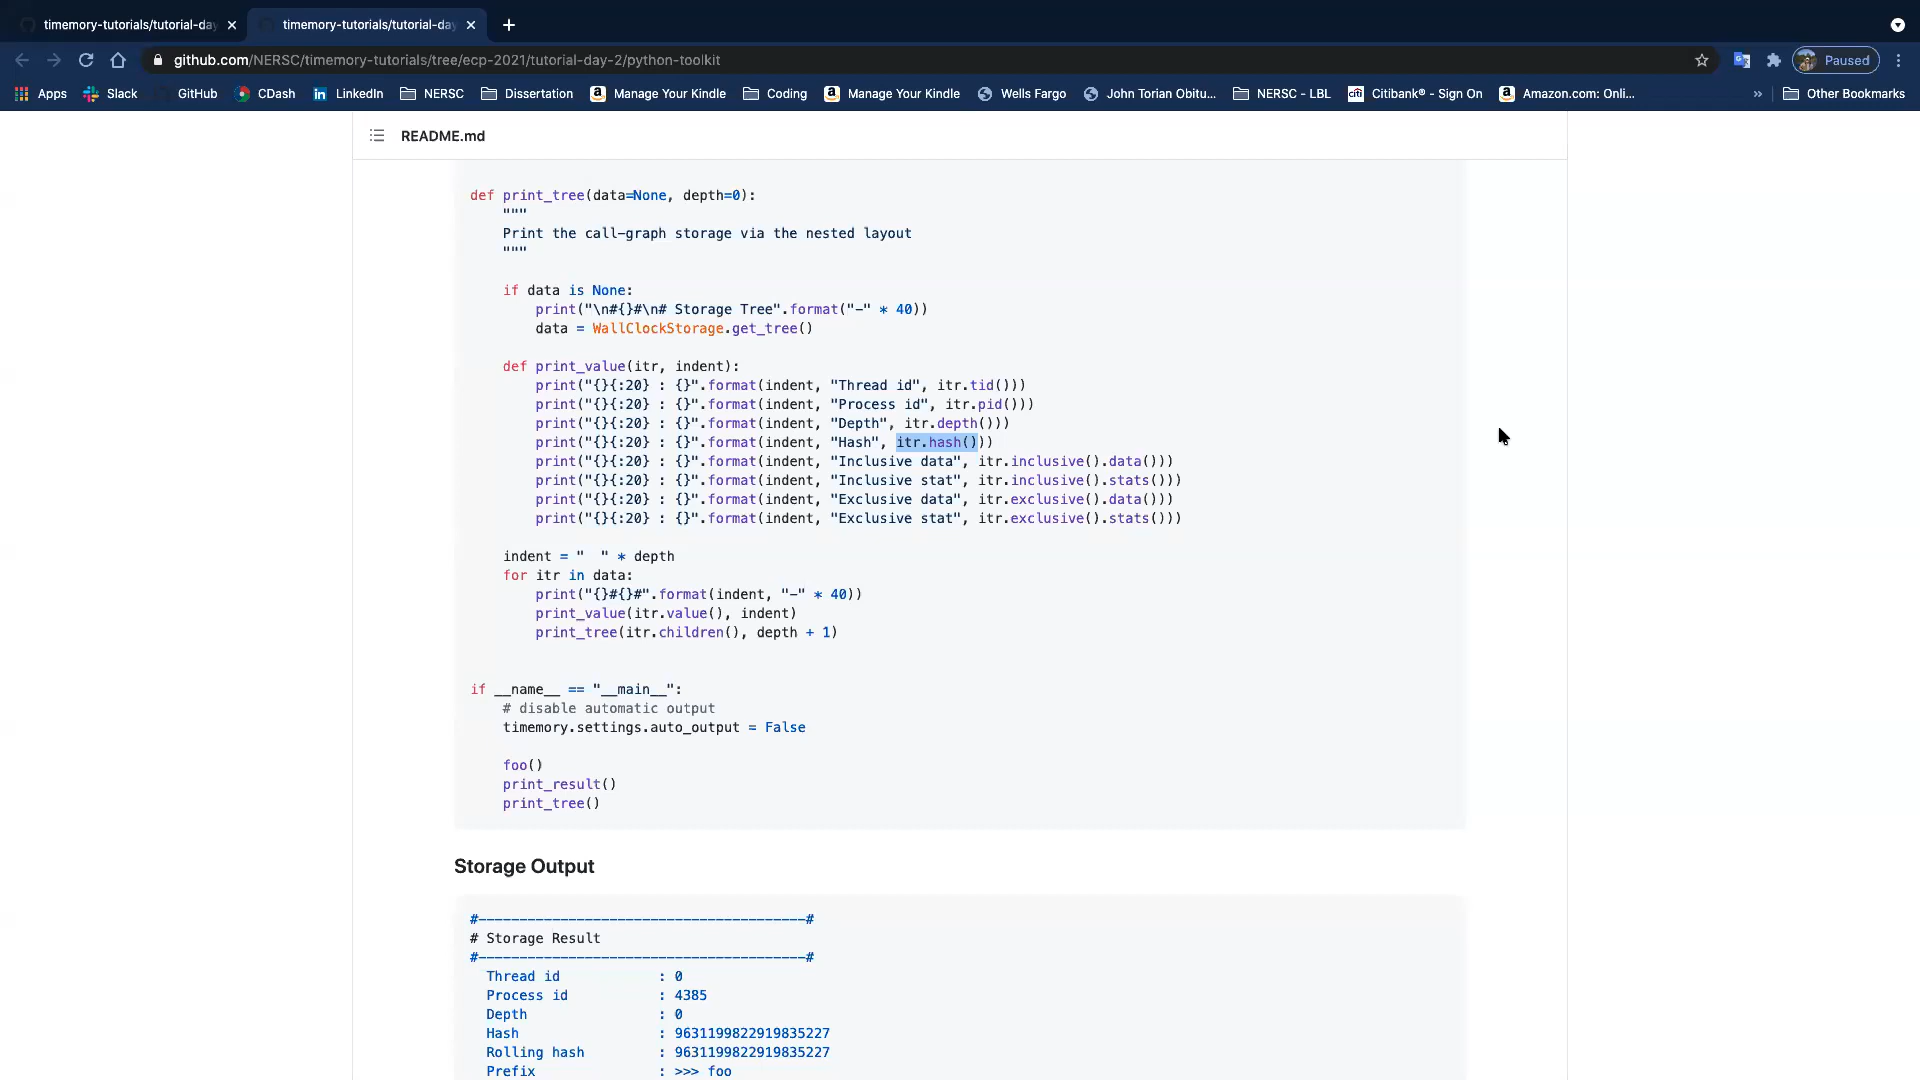 timemory-tutorials/tutorial-day
timemory-tutorials/tutorial-day
github.com/NERSC/timemory-tutorials/tree/ecp-2021/tutorial-day-2/python-toolkit
Paused
Apps Slack GitHub CDash LinkedIn NERSC Dissertation Manage Your Kindle Coding Manage Your Kindle Wells Fargo John Torian Obitu... NERSC - LBL Citibank® - Sign On Amazon.com: Onli... » Other Bookmarks
README.md
def print_tree(data=None, depth=0):
    """
    Print the call-graph storage via the nested layout
    """
    if data is None:
        print("\n#{}#\n# Storage Tree".format("-" * 40))
        data = WallClockStorage.get_tree()
    def print_value(itr, indent):
        print("{}{:20} : {}".format(indent, "Thread id", itr.tid()))
        print("{}{:20} : {}".format(indent, "Process id", itr.pid()))
        print("{}{:20} : {}".format(indent, "Depth", itr.depth()))
        print("{}{:20} : {}".format(indent, "Hash", itr.hash()))
        print("{}{:20} : {}".format(indent, "Inclusive data", itr.inclusive().data()))
        print("{}{:20} : {}".format(indent, "Inclusive stat", itr.inclusive().stats()))
        print("{}{:20} : {}".format(indent, "Exclusive data", itr.exclusive().data()))
        print("{}{:20} : {}".format(indent, "Exclusive stat", itr.exclusive().stats()))
    indent = "  " * depth
    for itr in data:
        print("{}#{}#".format(indent, "-" * 40))
        print_value(itr.value(), indent)
        print_tree(itr.children(), depth + 1)
if __name__ == "__main__":
    # disable automatic output
    timemory.settings.auto_output = False
    foo()
    print_result()
    print_tree()
Storage Output
#----------------------------------------#
# Storage Result
#----------------------------------------#
  Thread id            : 0
  Process id           : 4385
  Depth                : 0
  Hash                 : 9631199822919835227
  Rolling hash         : 9631199822919835227
  Prefix               : >>> foo